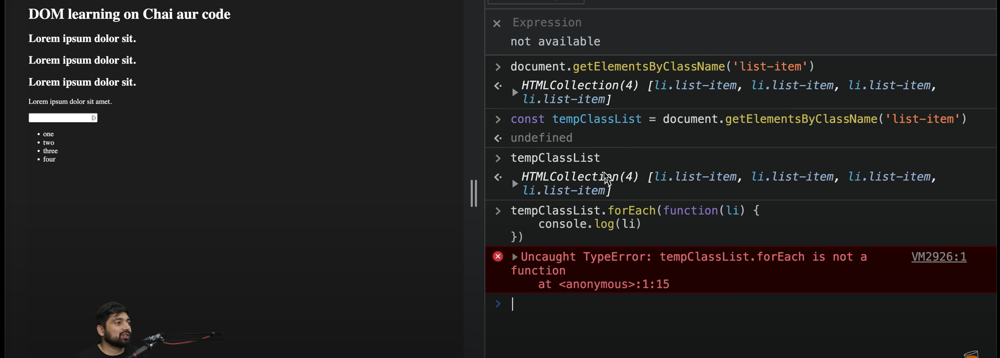 DOM learning on Chai aur code
Lorem ipsum dolor sit.
Lorem ipsum dolor sit.
Lorem ipsum dolor sit.
Lorem ipsum dolor sit amet.
• one
• two
• three
• four
Expression
not available
document.getElementsByClassName('list-item')
HTMLCollection(4) [li.list-item, li.list-item, li.list-item,
li.list-item]
const tempClassList = document.getElementsByClassName('list-item')
undefined
tempClassList
HTMLCollection(4) [li.list-item, li.list-item, li.list-item,
li.list-item]
tempClassList.forEach(function(li) {
console.log(li)
})
Uncaught TypeError: tempClassList.forEach is not a VM2926:1
function
at <anonymous>:1:15